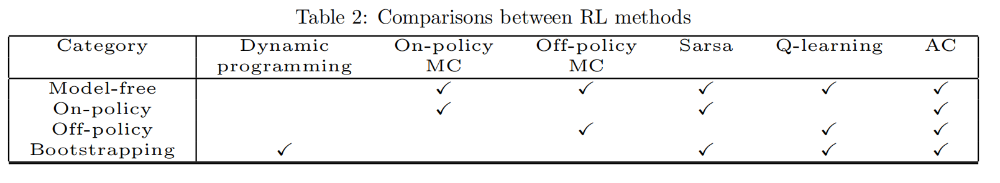 Table 2: Comparisons between RL methods
Category Dynamic programming On-policy MC Off-policy MC Sarsa Q-learning AC
Model-free ✓ ✓ ✓ ✓ ✓
On-policy ✓ ✓ ✓
Off-policy ✓ ✓ ✓
Bootstrapping ✓ ✓ ✓ ✓